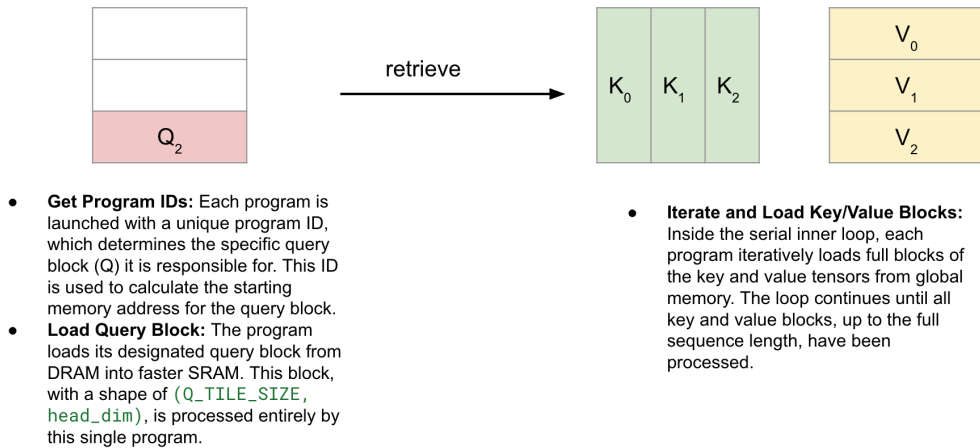 retrieve
Q2
K0 K1 K2
V0
V1
V2
● Get Program IDs: Each program is
launched with a unique program ID,
which determines the specific query
block (Q) it is responsible for. This ID
is used to calculate the starting
memory address for the query block.
● Load Query Block: The program
loads its designated query block from
DRAM into faster SRAM. This block,
with a shape of (Q_TILE_SIZE,
head_dim), is processed entirely by
this single program.
● Iterate and Load Key/Value Blocks:
Inside the serial inner loop, each
program iteratively loads full blocks of
the key and value tensors from global
memory. The loop continues until all
key and value blocks, up to the full
sequence length, have been
processed.